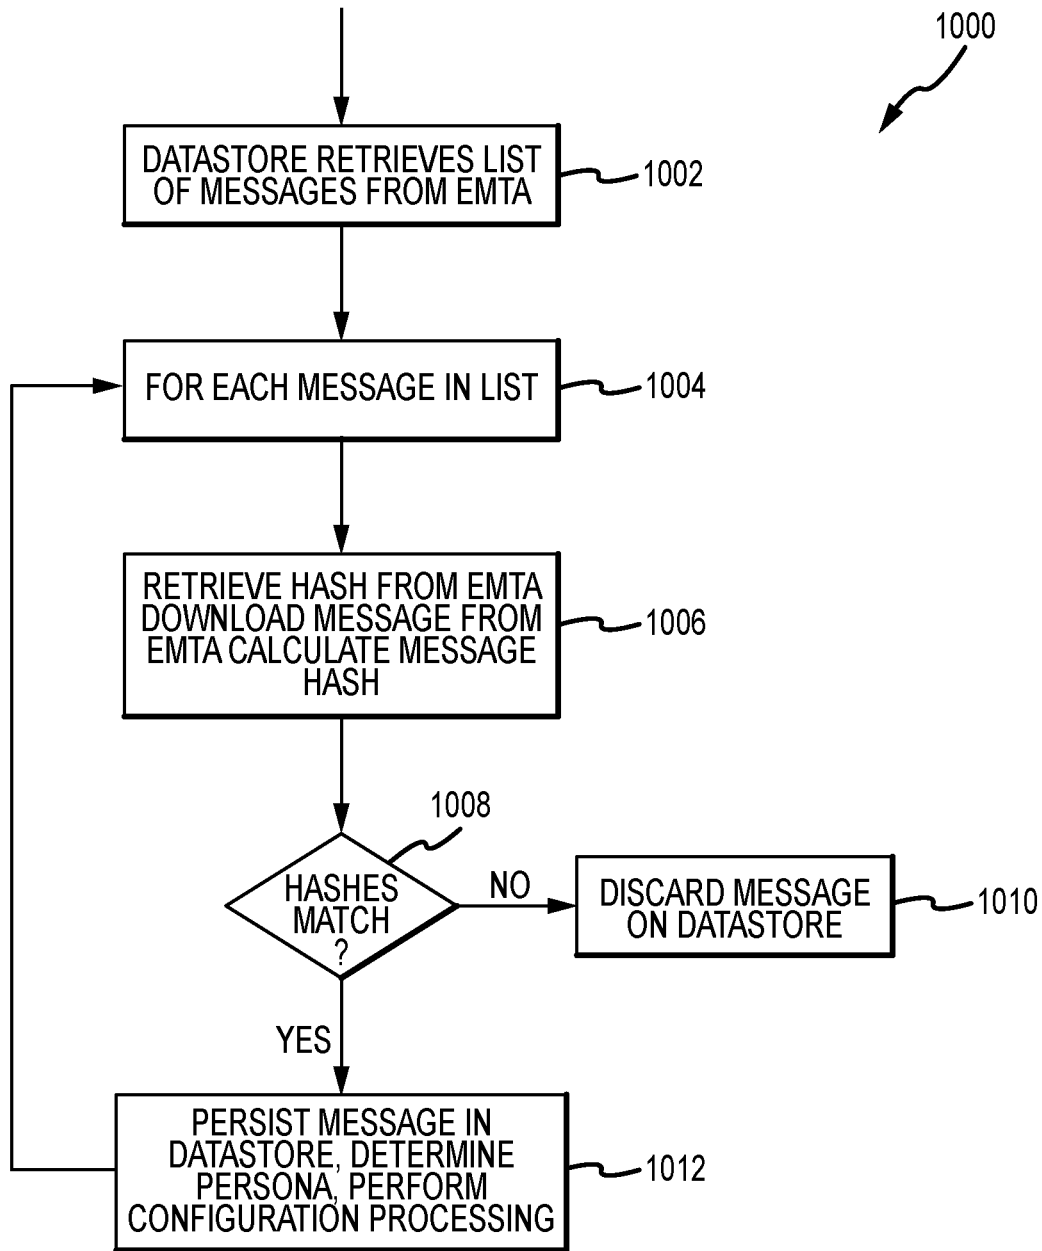 1000
DATASTORE RETRIEVES LIST
OF MESSAGES FROM EMTA
1002
FOR EACH MESSAGE IN LIST
1004
RETRIEVE HASH FROM EMTA
DOWNLOAD MESSAGE FROM
EMTA CALCULATE MESSAGE
HASH
1006
1008
HASHES
MATCH
?
NO
DISCARD MESSAGE
ON DATASTORE
1010
YES
PERSIST MESSAGE IN
DATASTORE, DETERMINE
PERSONA, PERFORM
CONFIGURATION PROCESSING
1012